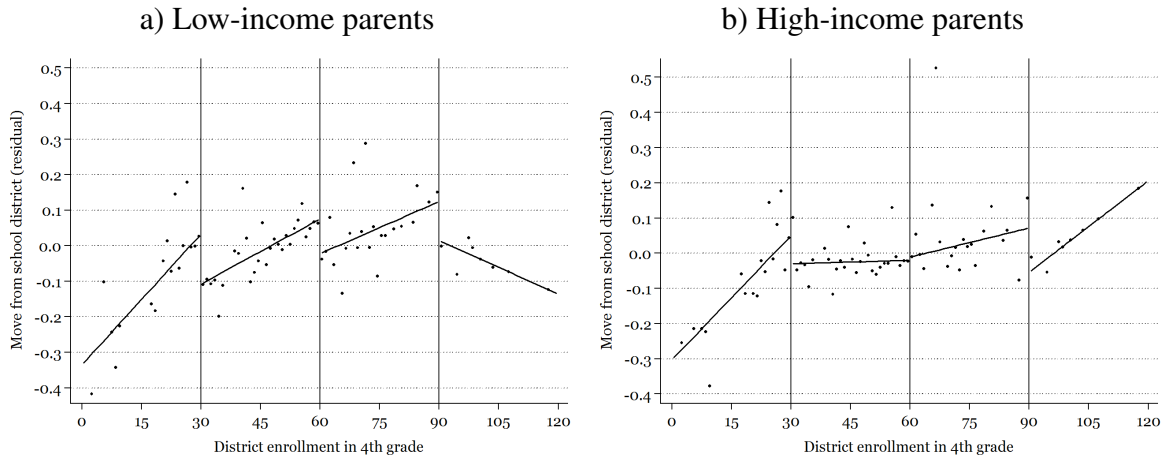 a) Low-income parents
Move from school district (residual)
0.5
0.4
0.3
0.2
0.1
0.0
-0.1
-0.2
-0.3
-0.4
0 15 30 45 60 75 90 105 120
District enrollment in 4th grade
b) High-income parents
Move from school district (residual)
0.5
0.4
0.3
0.2
0.1
0.0
-0.1
-0.2
-0.3
-0.4
0 15 30 45 60 75 90 105 120
District enrollment in 4th grade